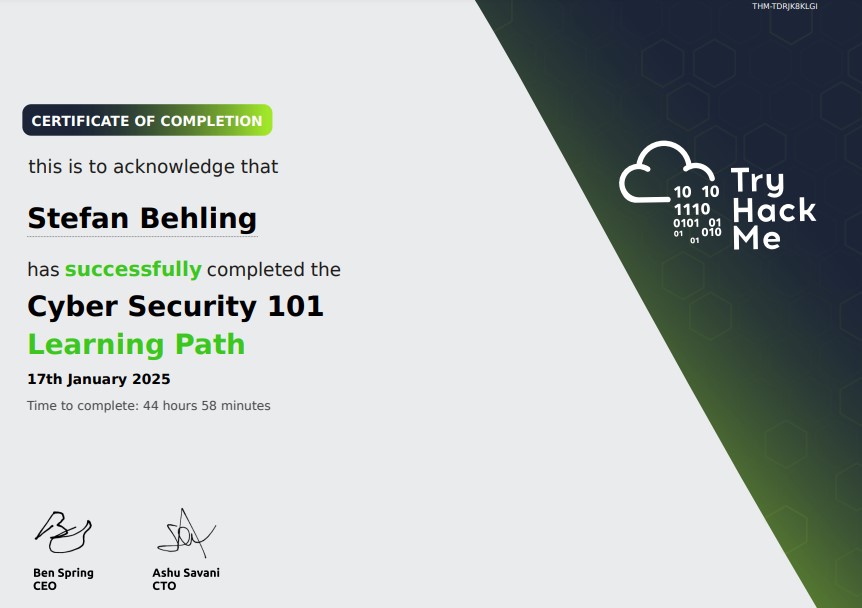 THM-TDRJK8KLGI
CERTIFICATE OF COMPLETION
this is to acknowledge that
Stefan Behling
has successfully completed the
Cyber Security 101
Learning Path
17th January 2025
Time to complete: 44 hours 58 minutes
10 10
1110
0101 01
01 010
01
Try
Hack
Me
Ben Spring
CEO
Ashu Savani
CTO